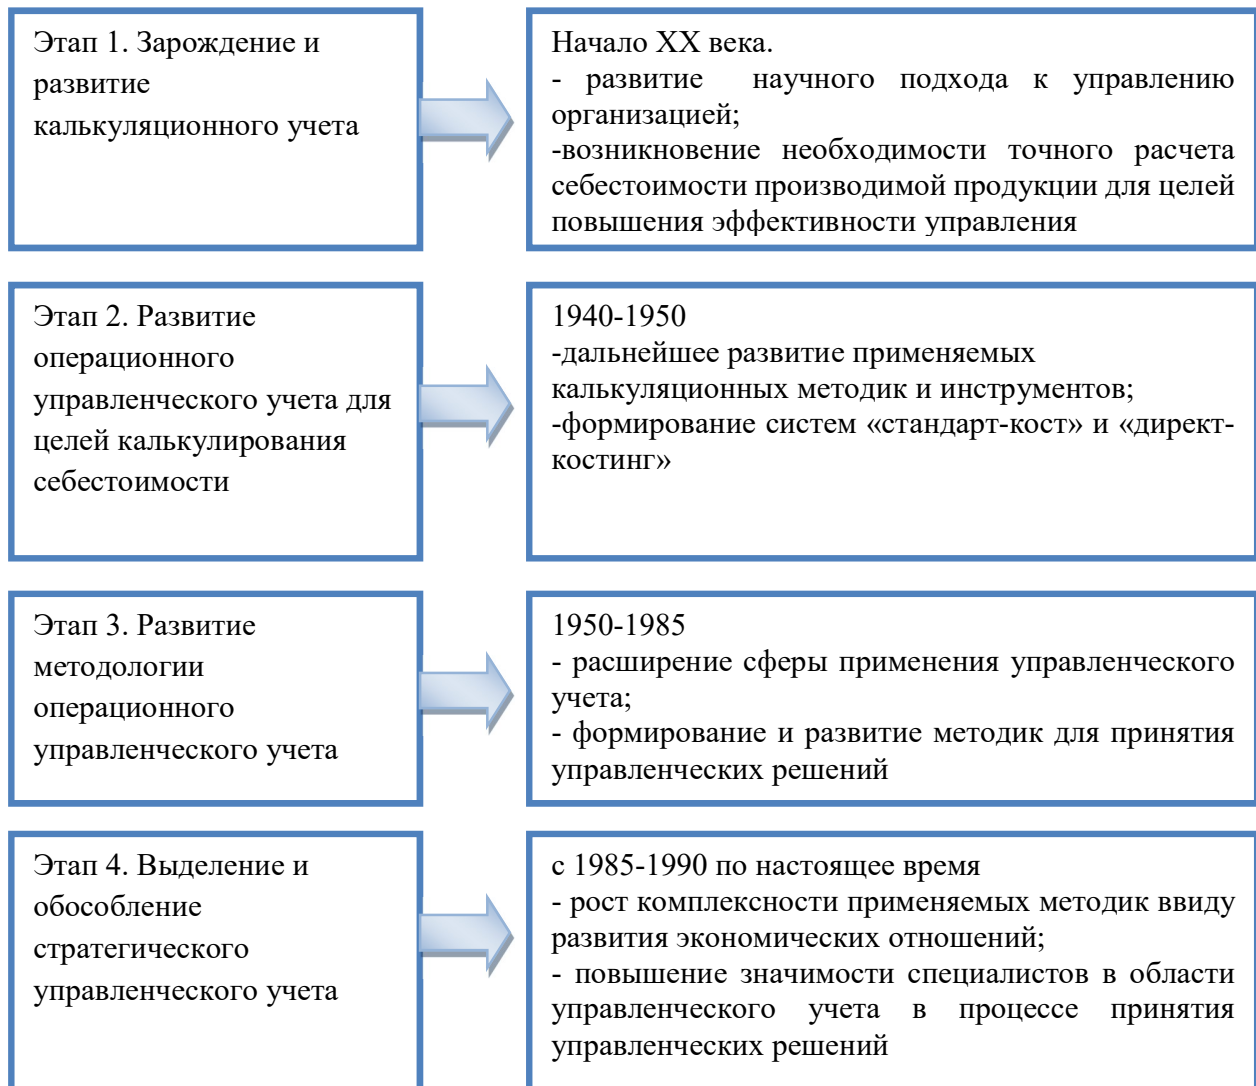 Этап 1. Зарождение и
развитие
калькуляционного учета
Начало XX века.
- развитие научного подхода к управлению
организацией;
-возникновение необходимости точного расчета
себестоимости производимой продукции для целей
повышения эффективности управления
Этап 2. Развитие
операционного
управленческого учета для
целей калькулирования
себестоимости
1940-1950
-дальнейшее развитие применяемых
калькуляционных методик и инструментов;
-формирование систем «стандарт-кост» и «директ-
костинг»
Этап 3. Развитие
методологии
операционного
управленческого учета
1950-1985
- расширение сферы применения управленческого
учета;
- формирование и развитие методик для принятия
управленческих решений
Этап 4. Выделение и
обособление
стратегического
управленческого учета
с 1985-1990 по настоящее время
- рост комплексности применяемых методик ввиду
развития экономических отношений;
- повышение значимости специалистов в области
управленческого учета в процессе принятия
управленческих решений